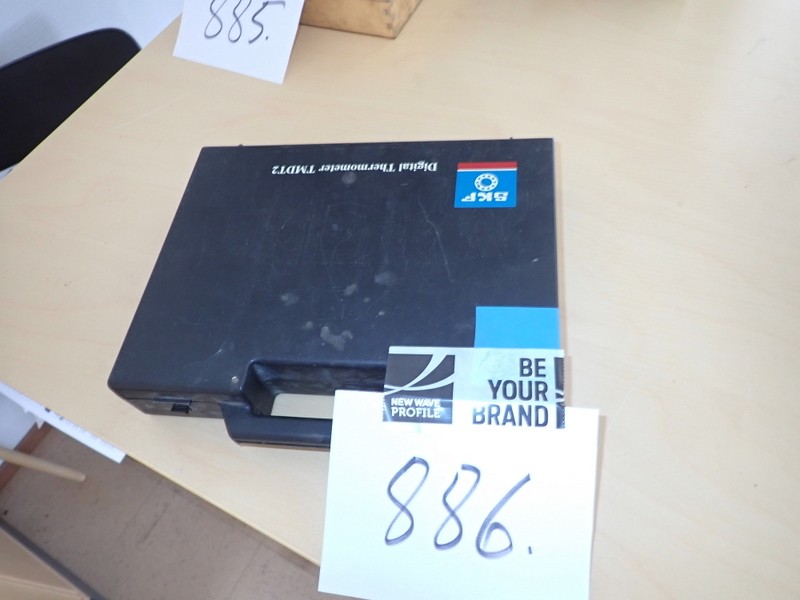 885.
Digital Thermometer TMDT2
SKF
BE
YOUR
BRAND
NEW WAVE
PROFILE
886.